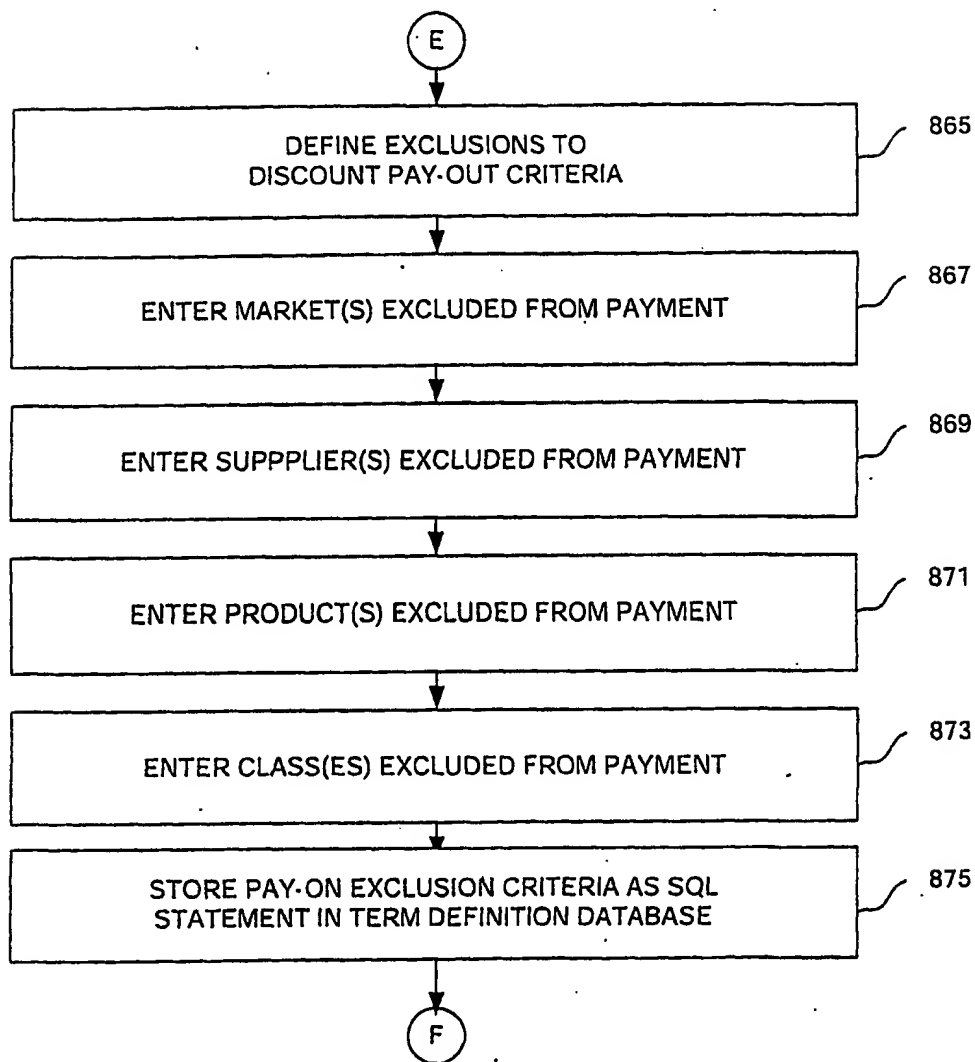 E
DEFINE EXCLUSIONS TO
DISCOUNT PAY-OUT CRITERIA
865
ENTER MARKET(S) EXCLUDED FROM PAYMENT
867
ENTER SUPPPLIER(S) EXCLUDED FROM PAYMENT
869
ENTER PRODUCT(S) EXCLUDED FROM PAYMENT
871
ENTER CLASS(ES) EXCLUDED FROM PAYMENT
873
STORE PAY-ON EXCLUSION CRITERIA AS SQL
STATEMENT IN TERM DEFINITION DATABASE
875
F